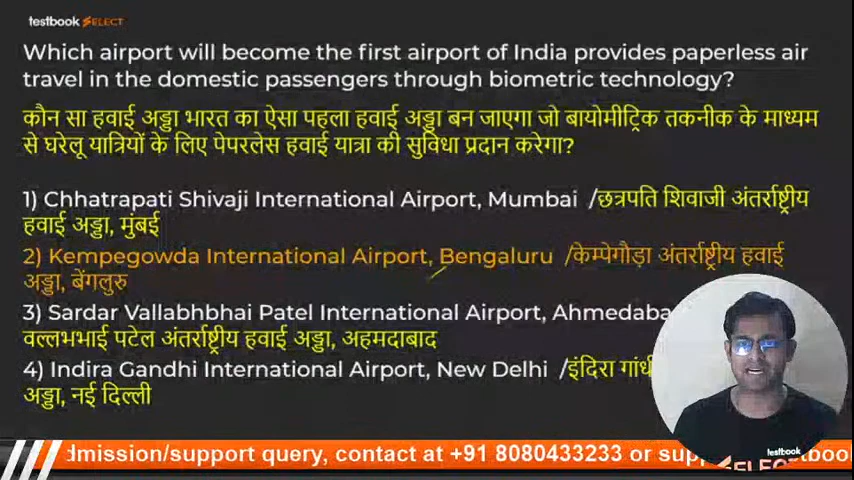 testbook SELECT
Which airport will become the first airport of India provides paperless air
travel in the domestic passengers through biometric technology?
कौन सा हवाई अड्डा भारत का ऐसा पहला हवाई अड्डा बन जाएगा जो बायोमीट्रिक तकनीक के माध्यम
से घरेलू यात्रियों के लिए पेपरलेस हवाई यात्रा की सुविधा प्रदान करेगा?
1) Chhatrapati Shivaji International Airport, Mumbai /छत्रपति शिवाजी अंतर्राष्ट्रीय
हवाई अड्डा, मुंबई
2) Kempegowda International Airport, Bengaluru /केम्पेगौड़ा अंतर्राष्ट्रीय हवाई
अड्डा, बेंगलुरु
3) Sardar Vallabhbhai Patel International Airport, Ahmedaba
वल्लभभाई पटेल अंतर्राष्ट्रीय हवाई अड्डा, अहमदाबाद
4) Indira Gandhi International Airport, New Delhi /इंदिरा गांधी
अड्डा, नई दिल्ली
testbook
SELECT
dmission/support query, contact at +91 8080433233 or sup